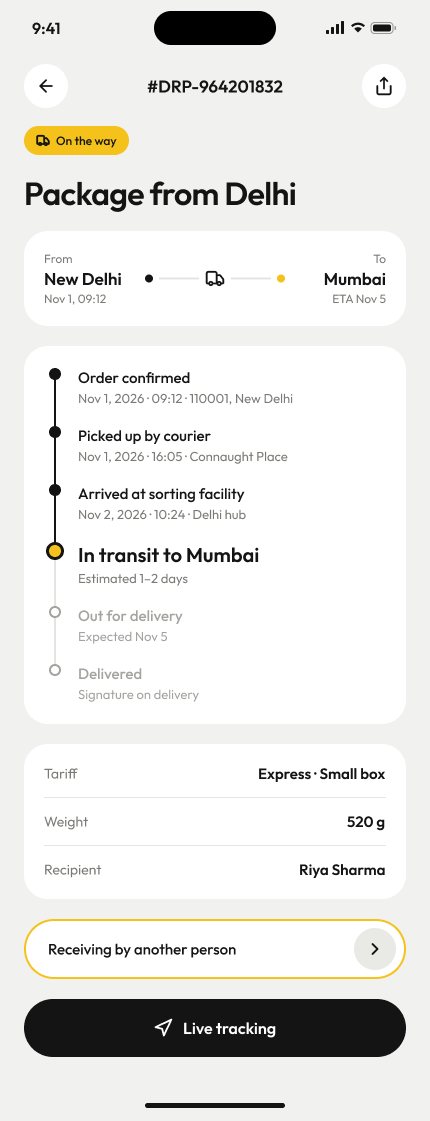 9:41
#DRP-964201832
On the way
Package from Delhi
From
To
New Delhi
Mumbai
Nov 1, 09:12
ETA Nov 5
Order confirmed
Nov 1, 2026 · 09:12 · 110001, New Delhi
Picked up by courier
Nov 1, 2026 · 16:05 · Connaught Place
Arrived at sorting facility
Nov 2, 2026 · 10:24 · Delhi hub
In transit to Mumbai
Estimated 1–2 days
Out for delivery
Expected Nov 5
Delivered
Signature on delivery
Tariff
Express · Small box
Weight
520 g
Recipient
Riya Sharma
Receiving by another person
Live tracking